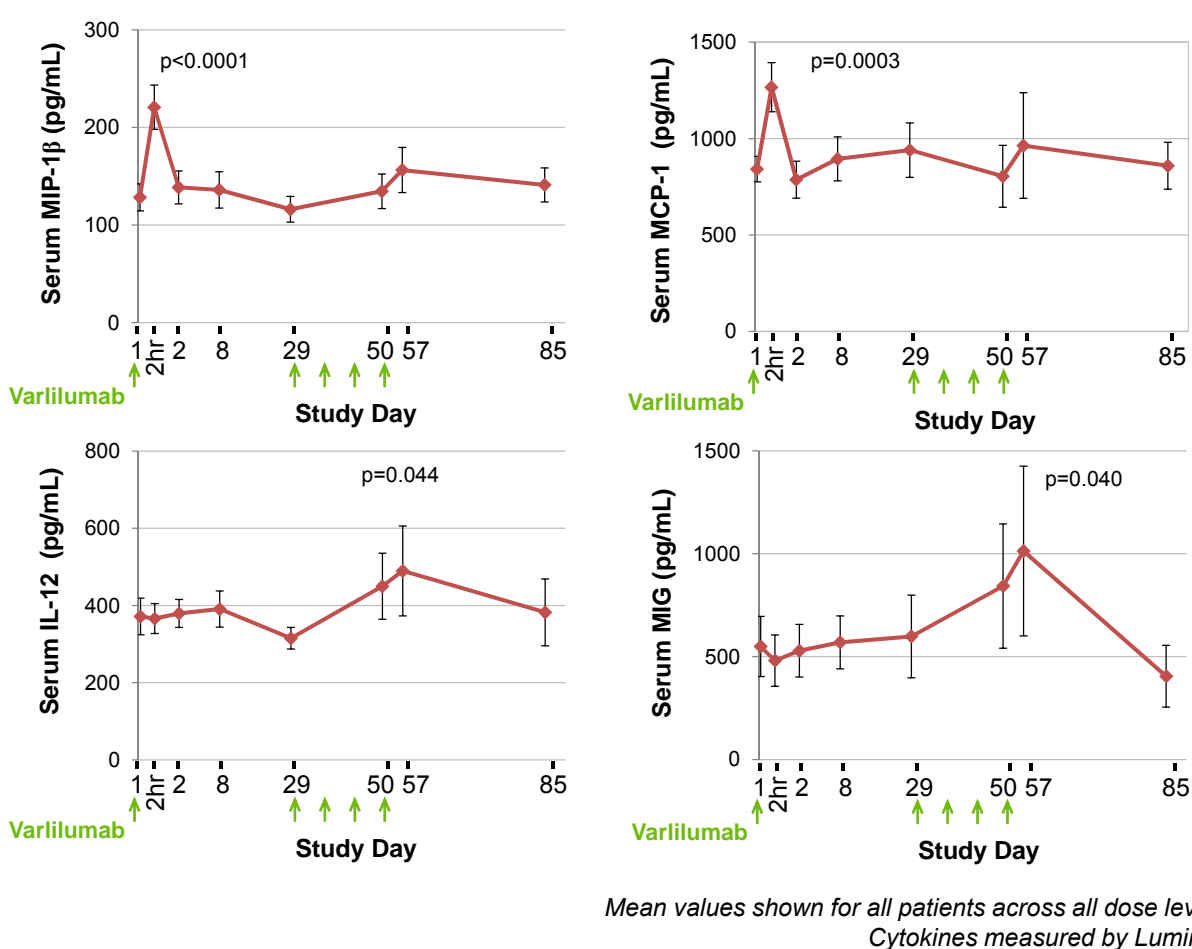 300
200
100
0
Serum MIP-1β (pg/mL)
p<0.0001
1 2hr 2 8 29 50 57 85
Varlilumab
Study Day
1500
1000
500
0
Serum MCP-1 (pg/mL)
p=0.0003
1 2hr 2 8 29 50 57 85
Varlilumab
Study Day
800
600
400
200
0
Serum IL-12 (pg/mL)
p=0.044
1 2hr 2 8 29 50 57 85
Varlilumab
Study Day
1500
1000
500
0
Serum MIG (pg/mL)
p=0.040
1 2hr 2 8 29 50 57 85
Varlilumab
Study Day
Mean values shown for all patients across all dose lev
Cytokines measured by Lumi